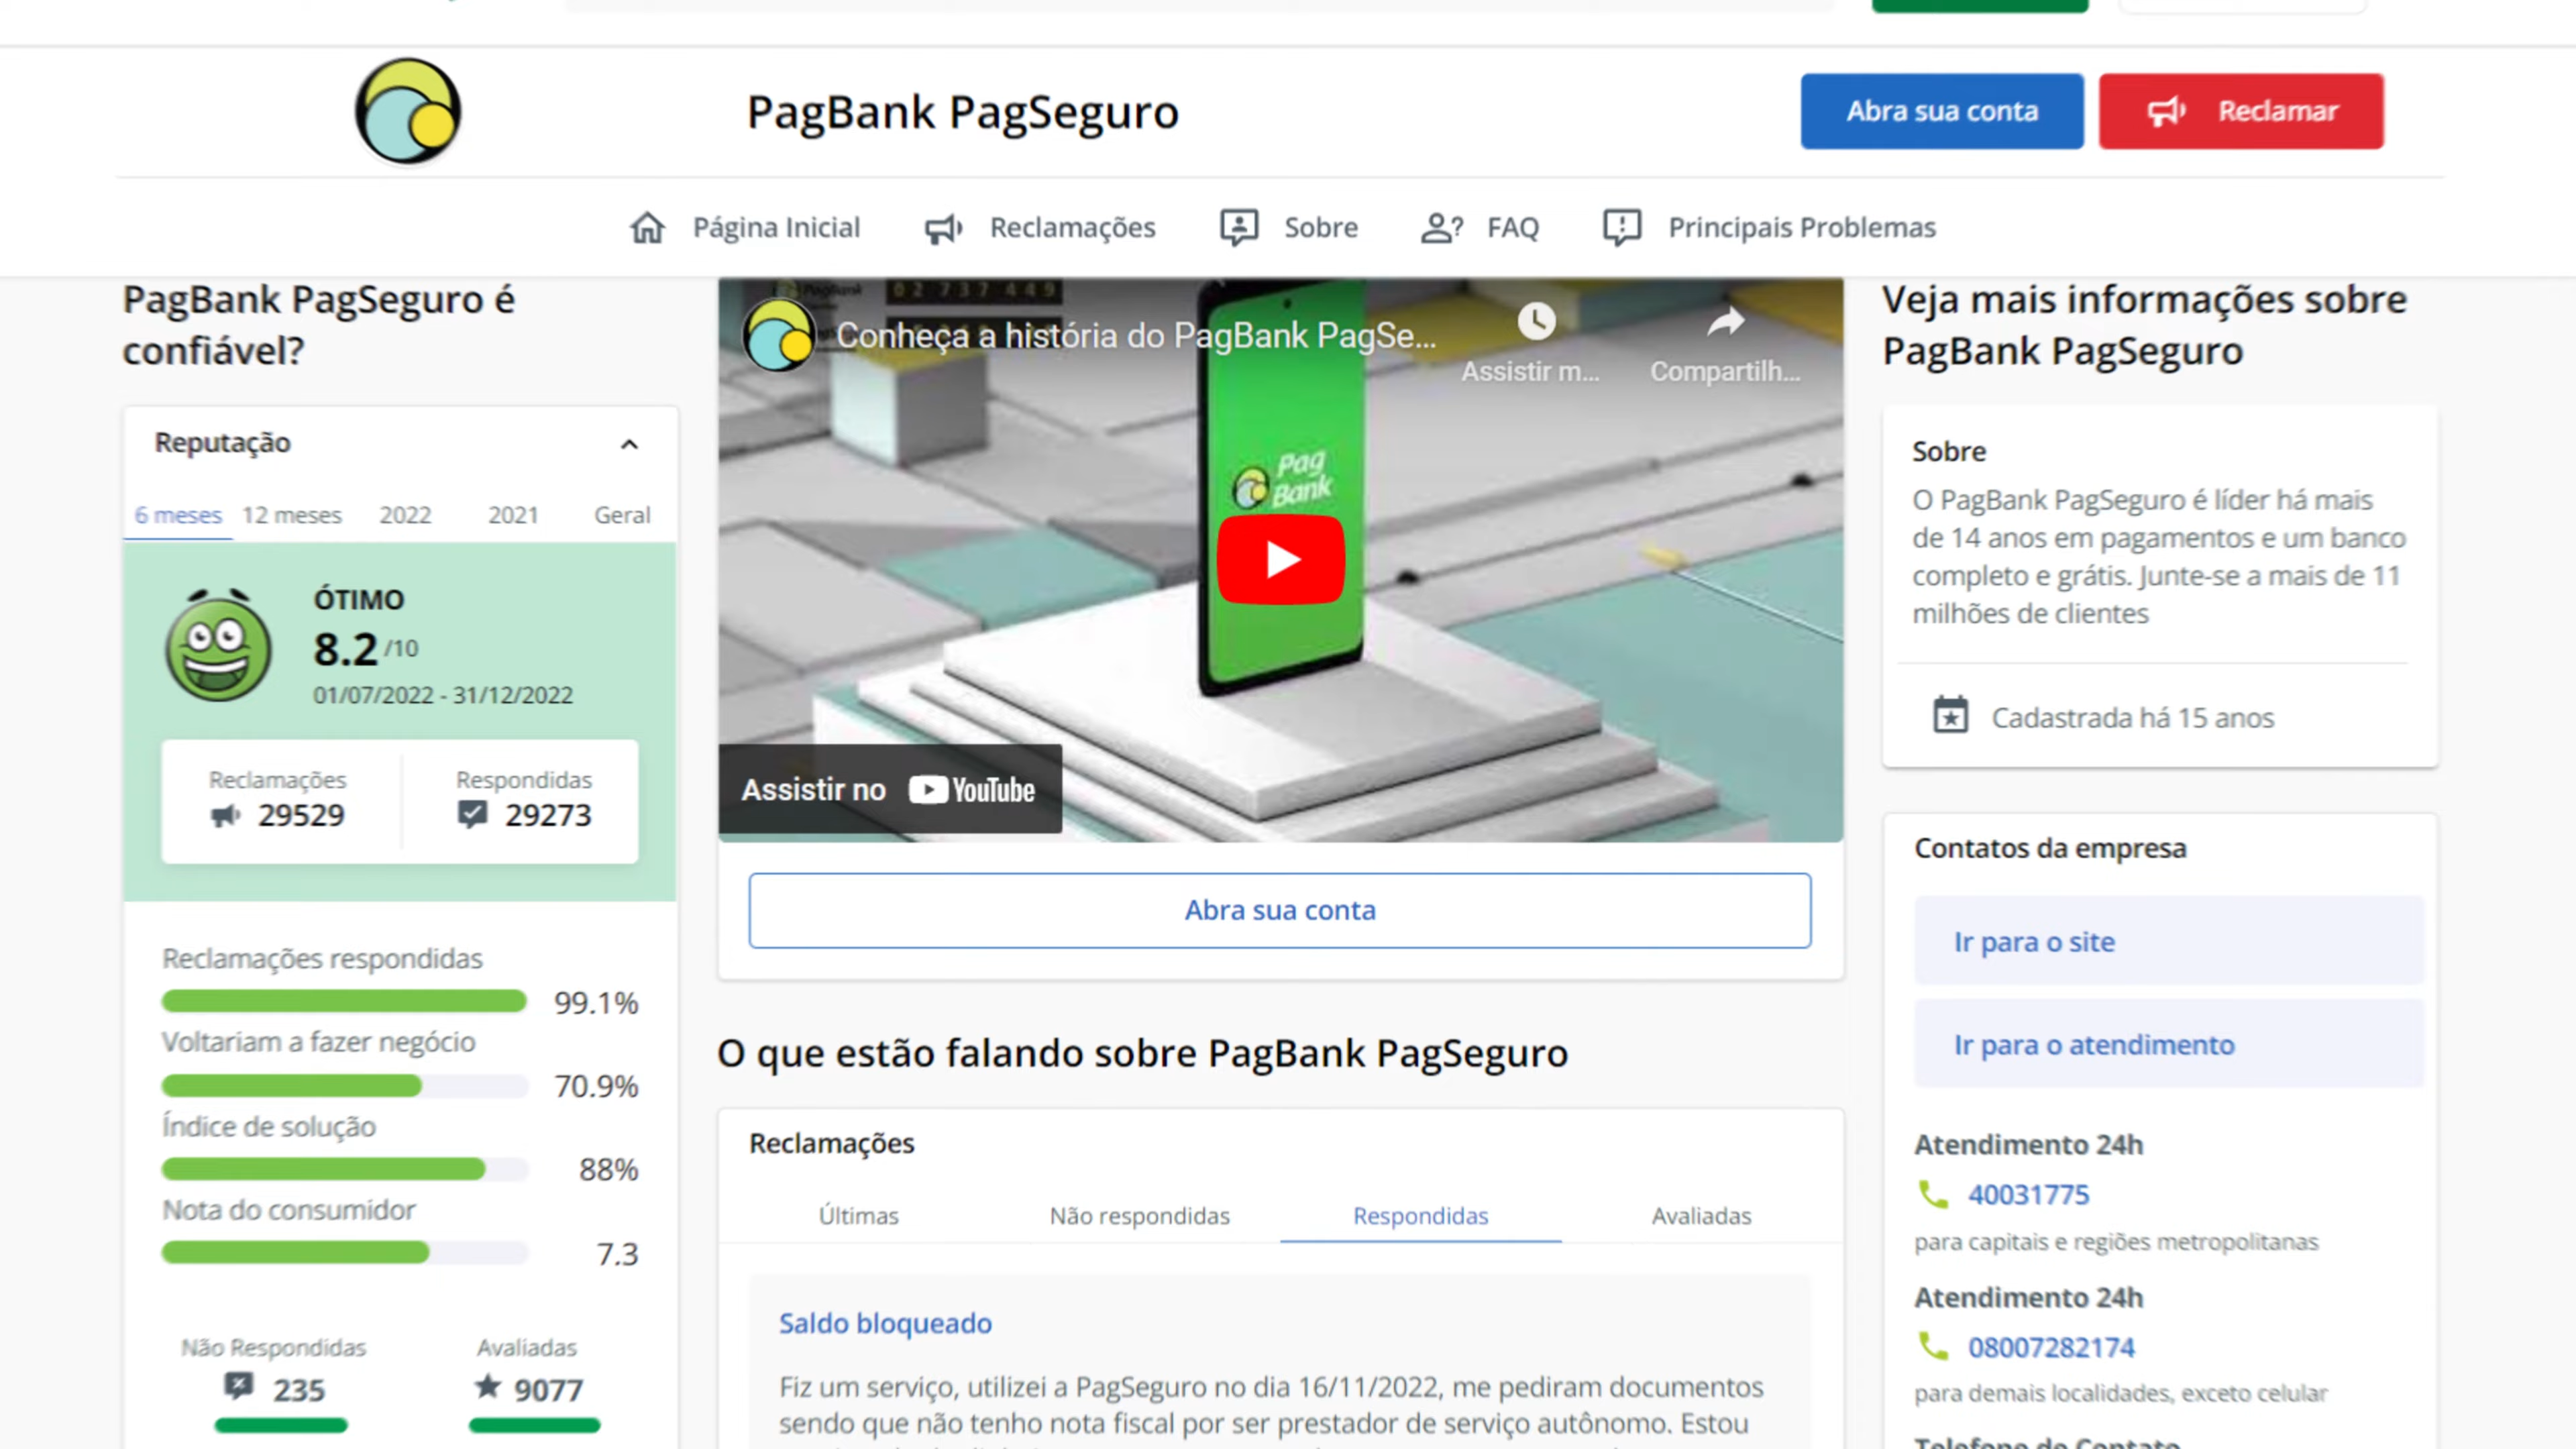 PagBank PagSeguro
Abra sua conta
Reclamar
Página Inicial
Reclamações
Sobre
FAQ
Principais Problemas
PagBank PagSeguro é
confiável?
Reputação
6 meses
12 meses
2022
2021
Geral
ÓTIMO
8.2 /10
01/07/2022 - 31/12/2022
Reclamações
29529
Respondidas
29273
Reclamações respondidas
99.1%
Voltariam a fazer negócio
70.9%
Índice de solução
88%
Nota do consumidor
7.3
Não Respondidas
235
Avaliadas
9077
PagBank
02 737 449
Conheça a história do PagBank PagSe...
Assistir m...
Compartilh...
Pag
Bank
Assistir no YouTube
Abra sua conta
O que estão falando sobre PagBank PagSeguro
Reclamações
Últimas
Não respondidas
Respondidas
Avaliadas
Saldo bloqueado
Fiz um serviço, utilizei a PagSeguro no dia 16/11/2022, me pediram documentos
sendo que não tenho nota fiscal por ser prestador de serviço autônomo. Estou
Veja mais informações sobre
PagBank PagSeguro
Sobre
O PagBank PagSeguro é líder há mais
de 14 anos em pagamentos e um banco
completo e grátis. Junte-se a mais de 11
milhões de clientes
Cadastrada há 15 anos
Contatos da empresa
Ir para o site
Ir para o atendimento
Atendimento 24h
40031775
para capitais e regiões metropolitanas
Atendimento 24h
08007282174
para demais localidades, exceto celular
Telefone de Contato